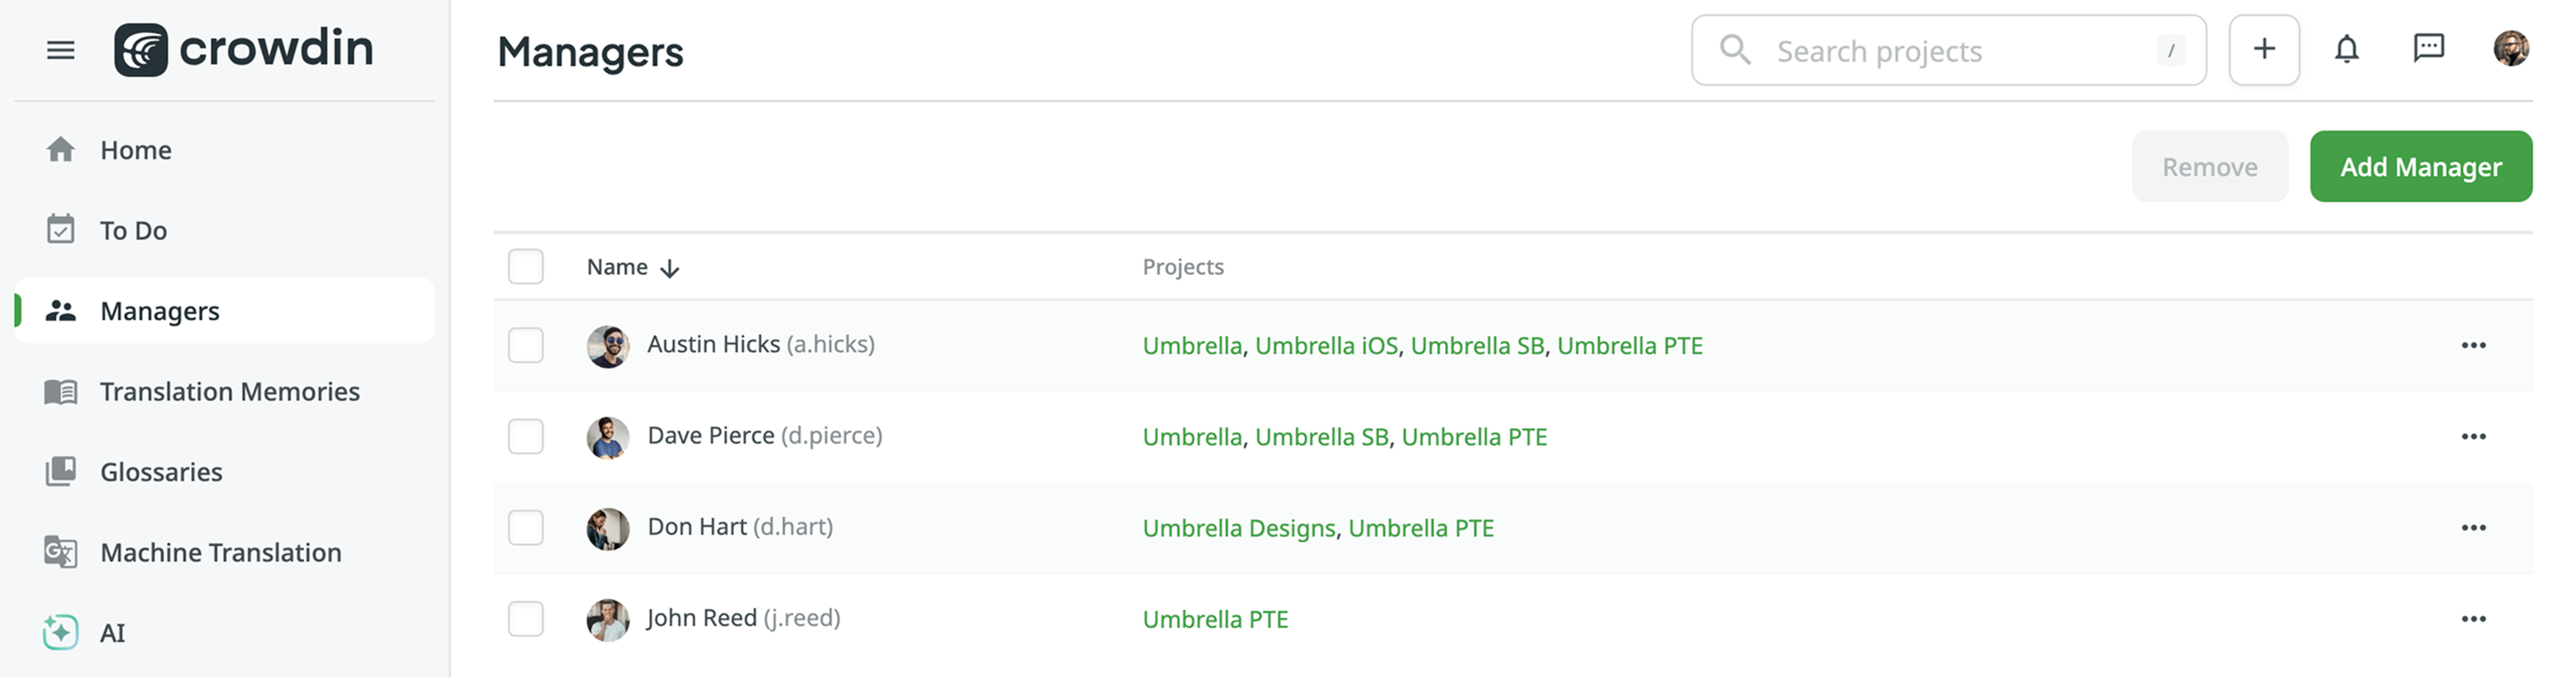 crowdin
Managers
Search projects /
Home
To Do
Managers
Translation Memories
Glossaries
Machine Translation
AI
Remove
Add Manager
Name Projects
Austin Hicks (a.hicks) Umbrella, Umbrella iOS, Umbrella SB, Umbrella PTE
Dave Pierce (d.pierce) Umbrella, Umbrella SB, Umbrella PTE
Don Hart (d.hart) Umbrella Designs, Umbrella PTE
John Reed (j.reed) Umbrella PTE